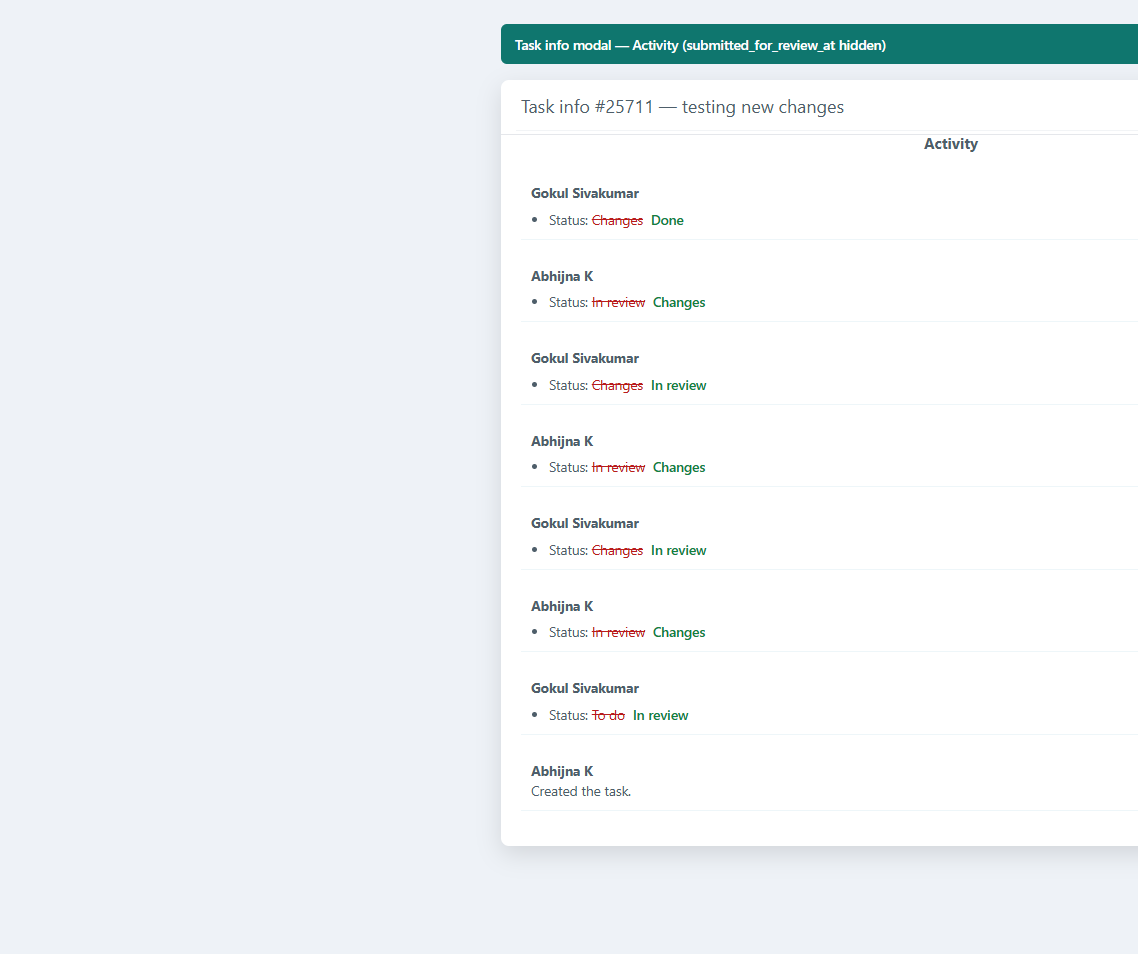 Task info modal — Activity (submitted_for_review_at hidden)
Task info #25711 — testing new changes
Activity
Gokul Sivakumar
• Status: Changes Done
Abhijna K
• Status: In review Changes
Gokul Sivakumar
• Status: Changes In review
Abhijna K
• Status: In review Changes
Gokul Sivakumar
• Status: Changes In review
Abhijna K
• Status: In review Changes
Gokul Sivakumar
• Status: To do In review
Abhijna K
Created the task.